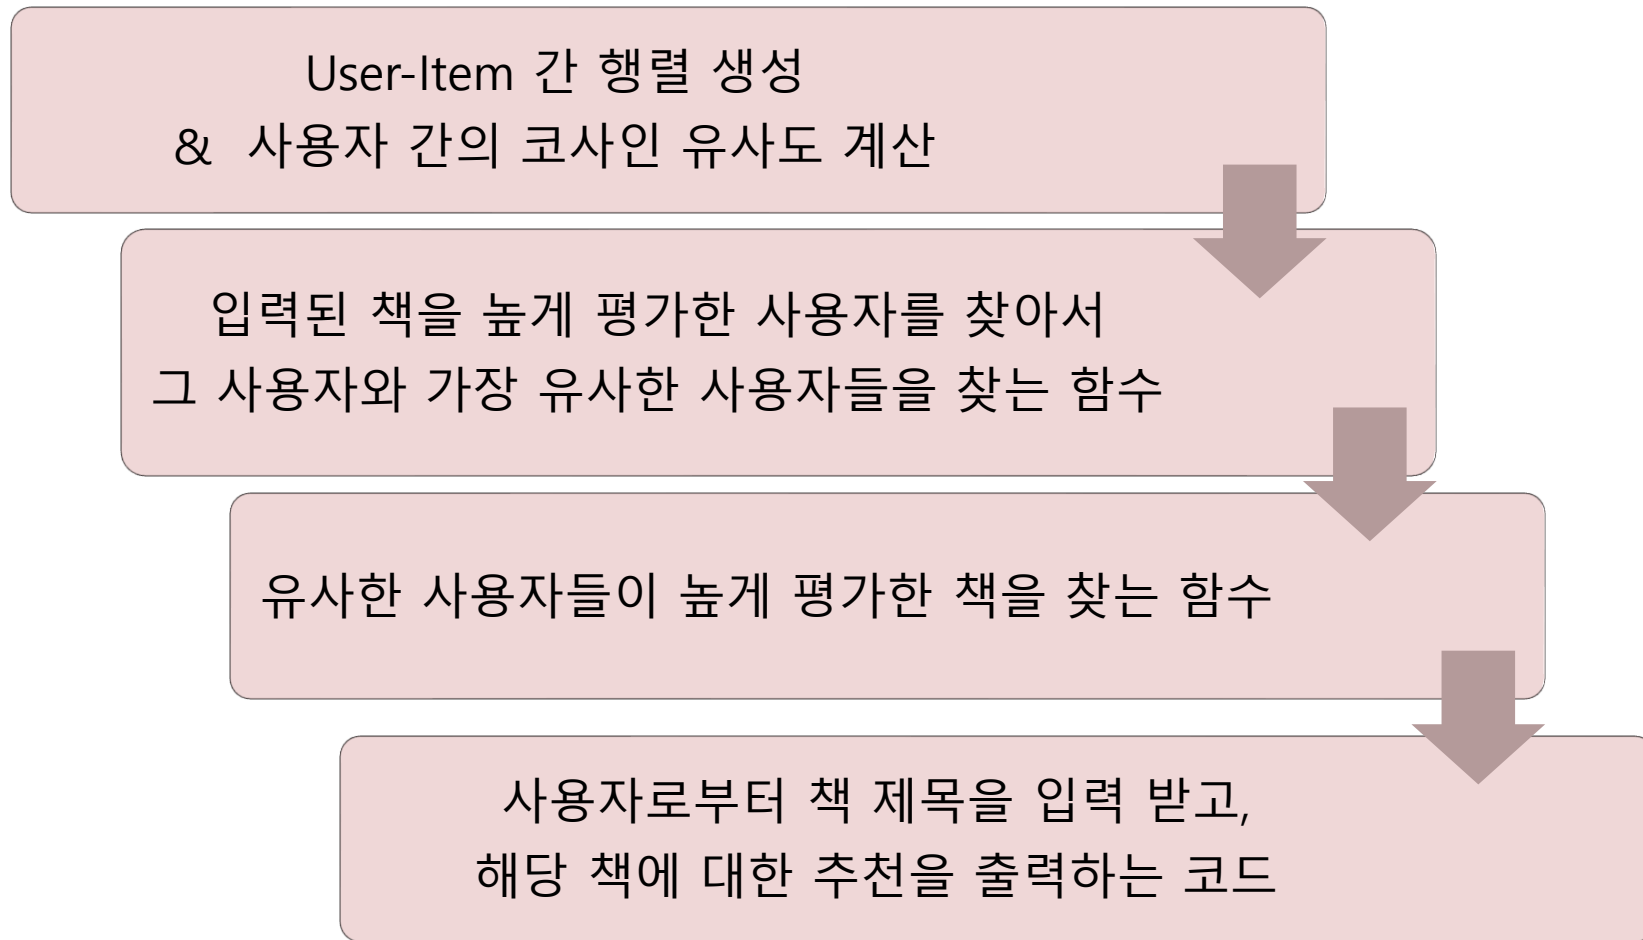 User-Item 간 행렬 생성
& 사용자 간의 코사인 유사도 계산
입력된 책을 높게 평가한 사용자를 찾아서
그 사용자와 가장 유사한 사용자들을 찾는 함수
유사한 사용자들이 높게 평가한 책을 찾는 함수
사용자로부터 책 제목을 입력 받고,
해당 책에 대한 추천을 출력하는 코드